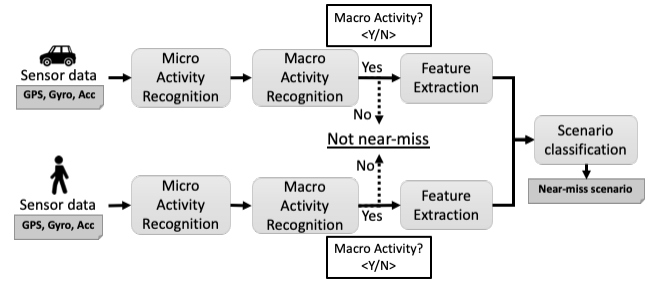 Macro Activity?
<Y/N>
Sensor data
GPS, Gyro, Acc
Micro
Activity
Recognition
Macro
Activity
Recognition
Yes
Feature
Extraction
No
Not near-miss
Scenario
classification
Near-miss scenario
No
Sensor data
GPS, Gyro, Acc
Micro
Activity
Recognition
Macro
Activity
Recognition
Yes
Feature
Extraction
Macro Activity?
<Y/N>